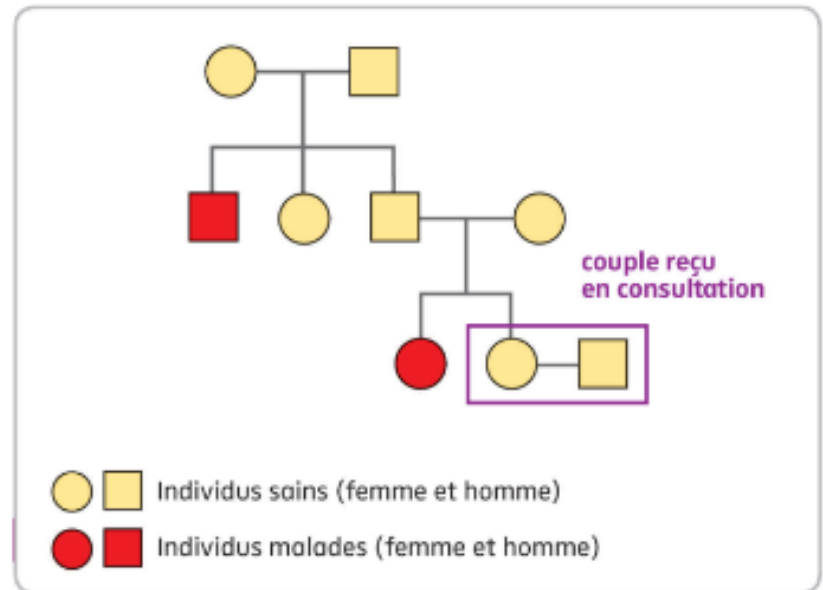 couple reçu
en consultation
Individus sains (femme et homme)
Individus malades (femme et homme)